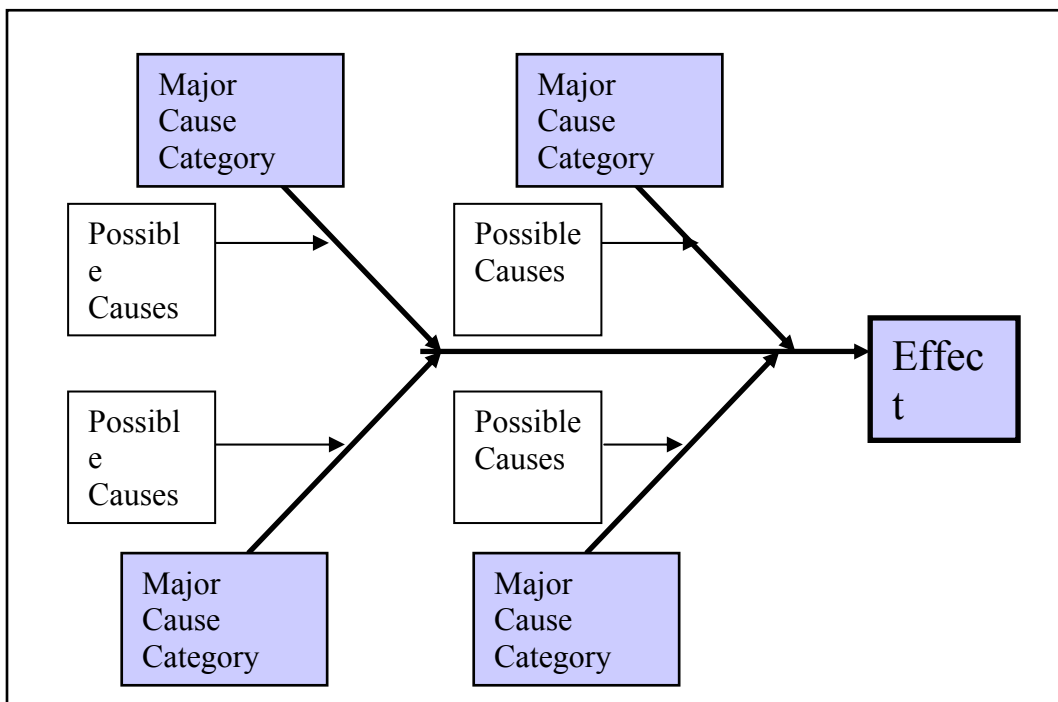 Major
Cause
Category
Major
Cause
Category
Possibl
e
Causes
Possible
Causes
Effec
t
Possibl
e
Causes
Possible
Causes
Major
Cause
Category
Major
Cause
Category